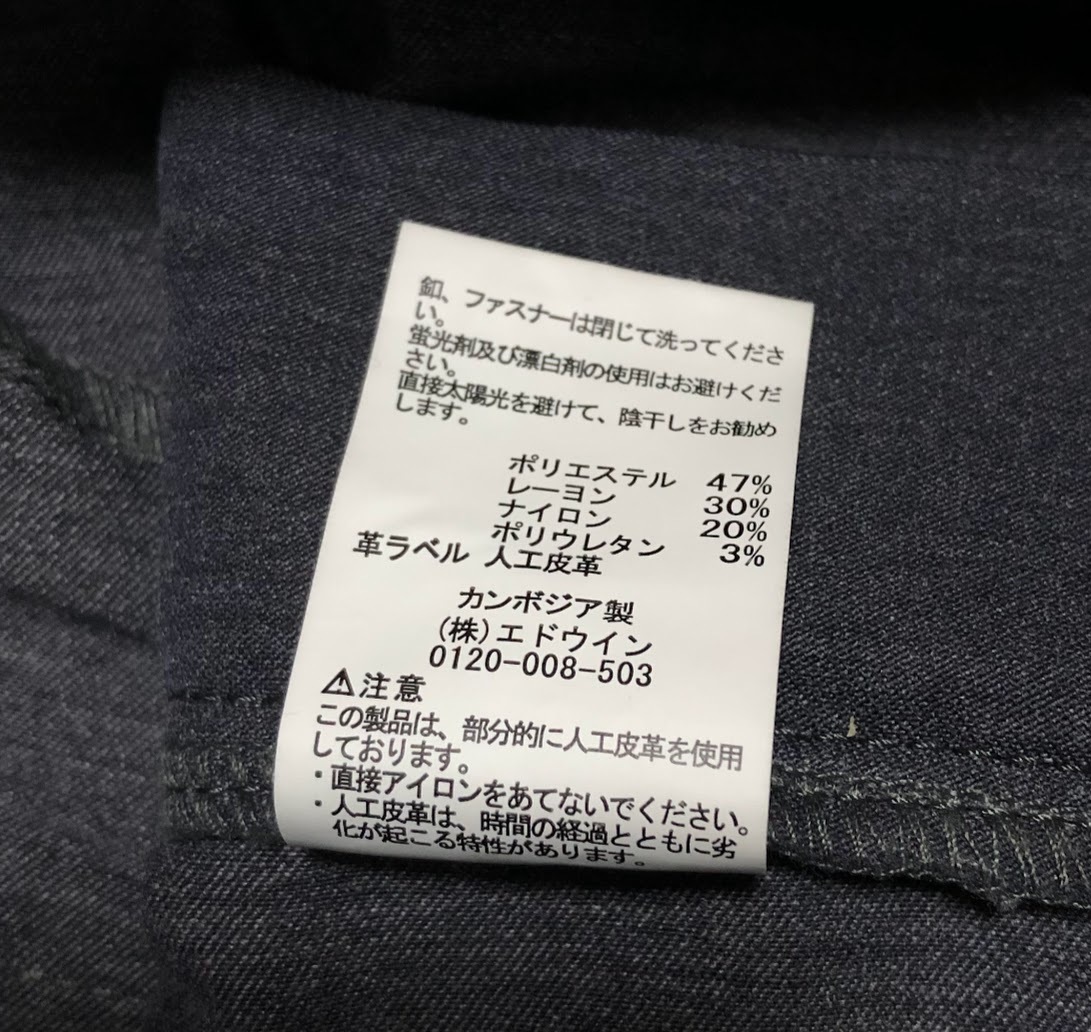 釦、ファスナーは閉じて洗ってくださ
い。
蛍光剤及び漂白剤の使用はお避けくだ
さい。
直接太陽光を避けて、陰干しをお勧め
します。
ポリエステル 47%
レーヨン 30%
ナイロン 20%
ポリウレタン 3%
革ラベル 人工皮革
カンボジア製
(株)エドウイン
0120-008-503
⚠注意
この製品は、部分的に人工皮革を使用
しております。
・直接アイロンをあてないでください。
・人工皮革は、時間の経過とともに劣
化が起こる特性があります。